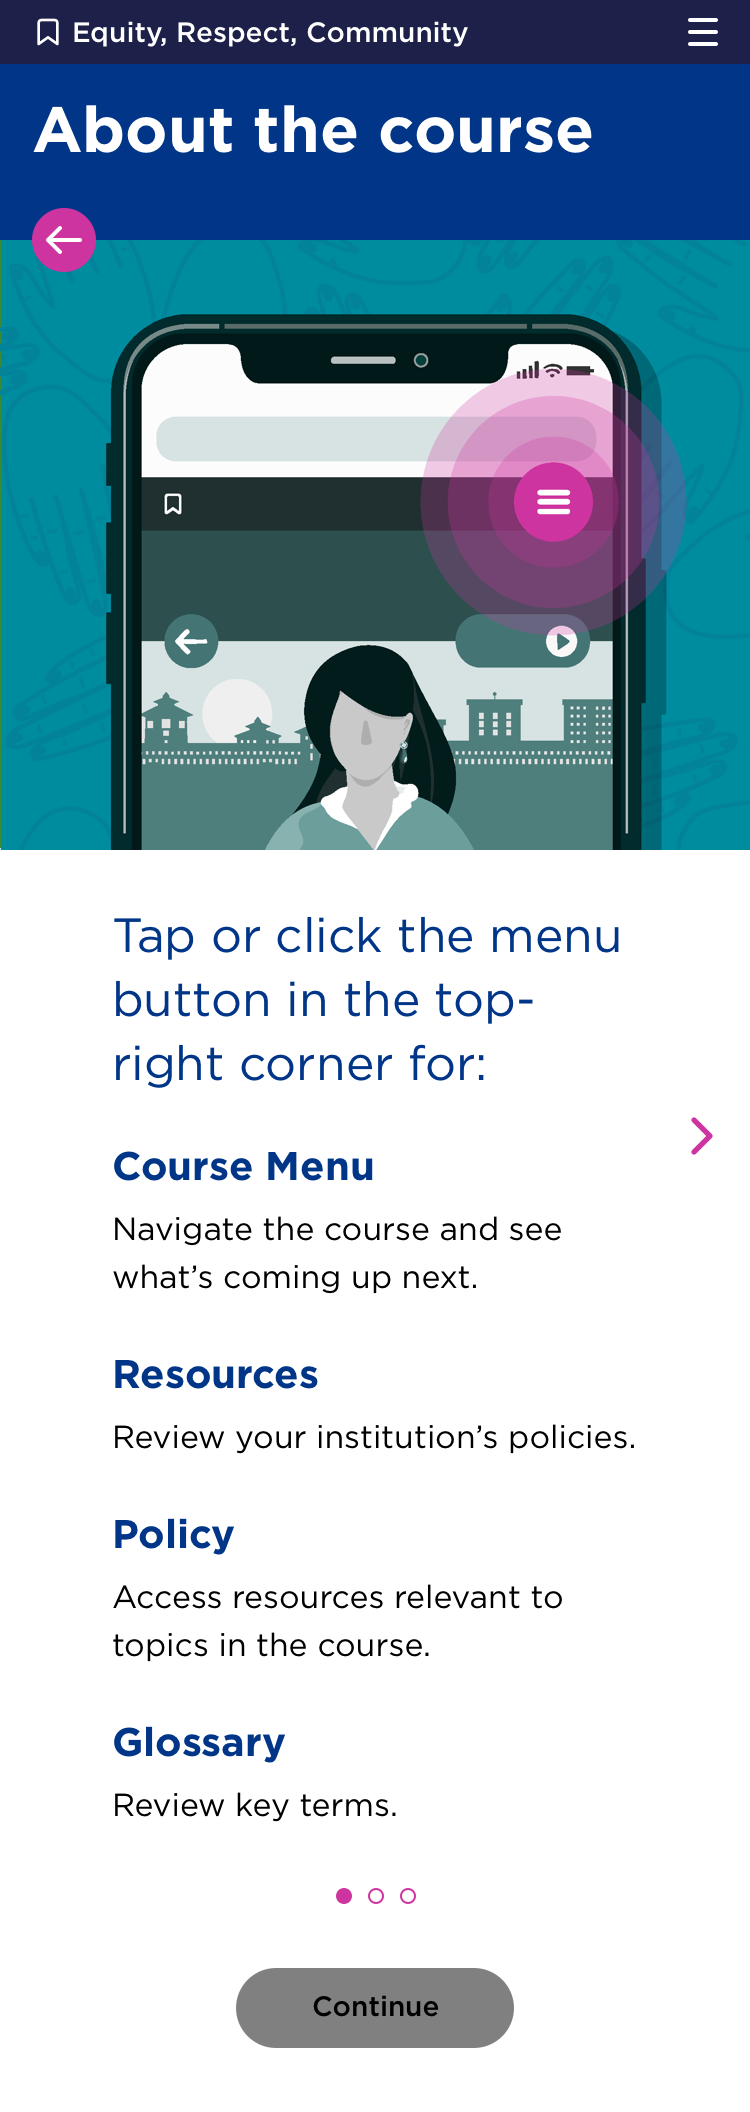 Equity, Respect, Community
About the course
Tap or click the menu
button in the top-
right corner for:
Course Menu
Navigate the course and see
what’s coming up next.
Resources
Review your institution’s policies.
Policy
Access resources relevant to
topics in the course.
Glossary
Review key terms.
Continue